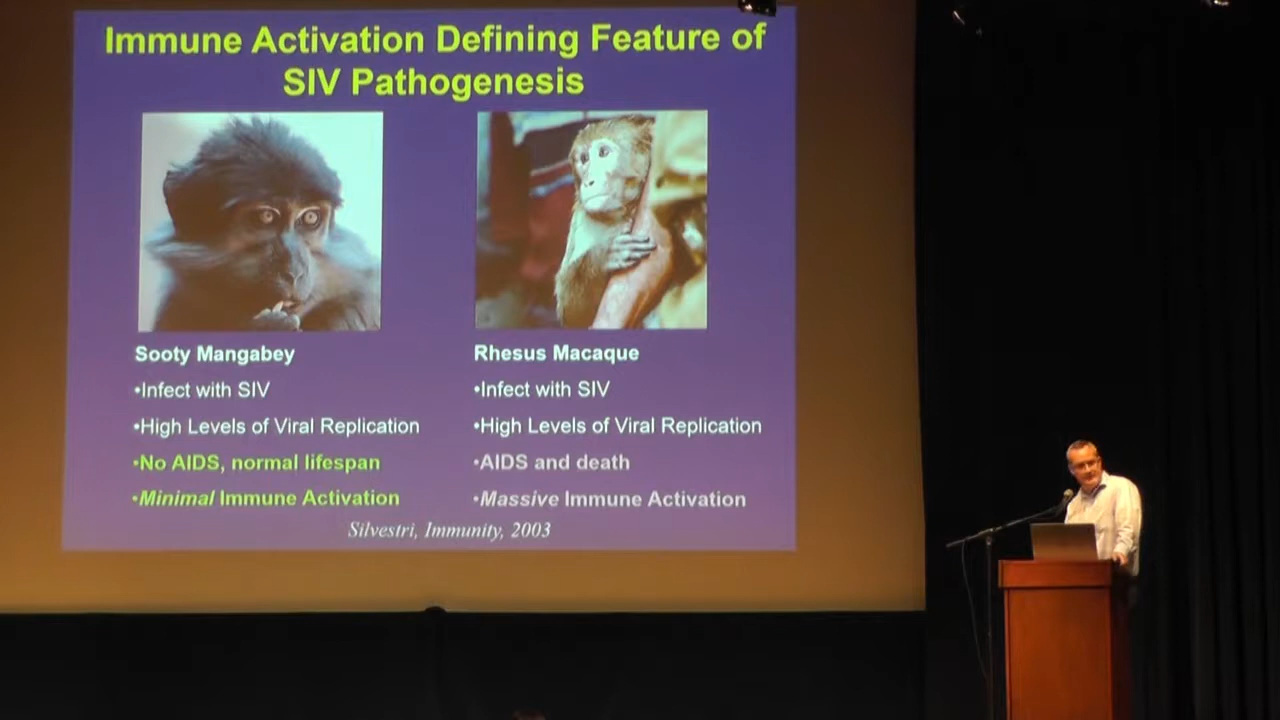 Immune Activation Defining Feature of
SIV Pathogenesis
Sooty Mangabey
•Infect with SIV
•High Levels of Viral Replication
•No AIDS, normal lifespan
•Minimal Immune Activation
Rhesus Macaque
•Infect with SIV
•High Levels of Viral Replication
•AIDS and death
•Massive Immune Activation
Silvestri, Immunity, 2003